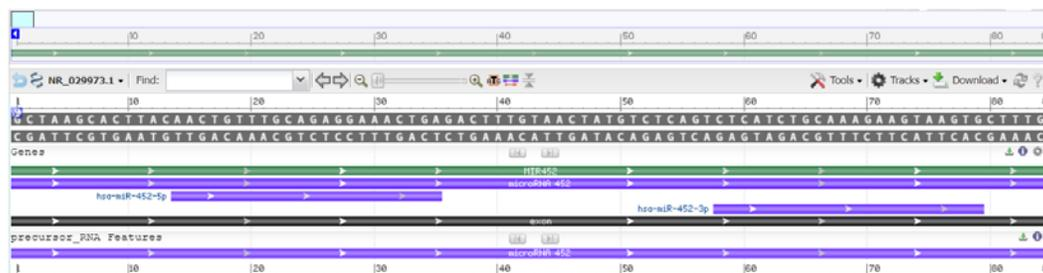 10 20 30 40 50 60 70 80
NR_029973.1 Find: Tools Tracks Download ?
1 10 20 30 40 50 60 70 80
C T A A G C A C T T A C A A C T G T T T G C A G A G G A A A C T G A G A C T T T G T A A C T A T G T C T C A G T C T C A T C T G C A A A G A A G T A A G T G C T T T G
C G A T T C G T G A A T G T T G A C A A A C G T C T C C T T T G A C T C T G A A A C A T T G A T A C A G A G T C A G A G T A G A C G T T T C T T C A T T C A C G A A A C
Genes
MIR452
microRNA 452
hsa-miR-452-5p
hsa-miR-452-3p
exon
precursor_RNA Features
microRNA 452
1 10 20 30 40 50 60 70 80